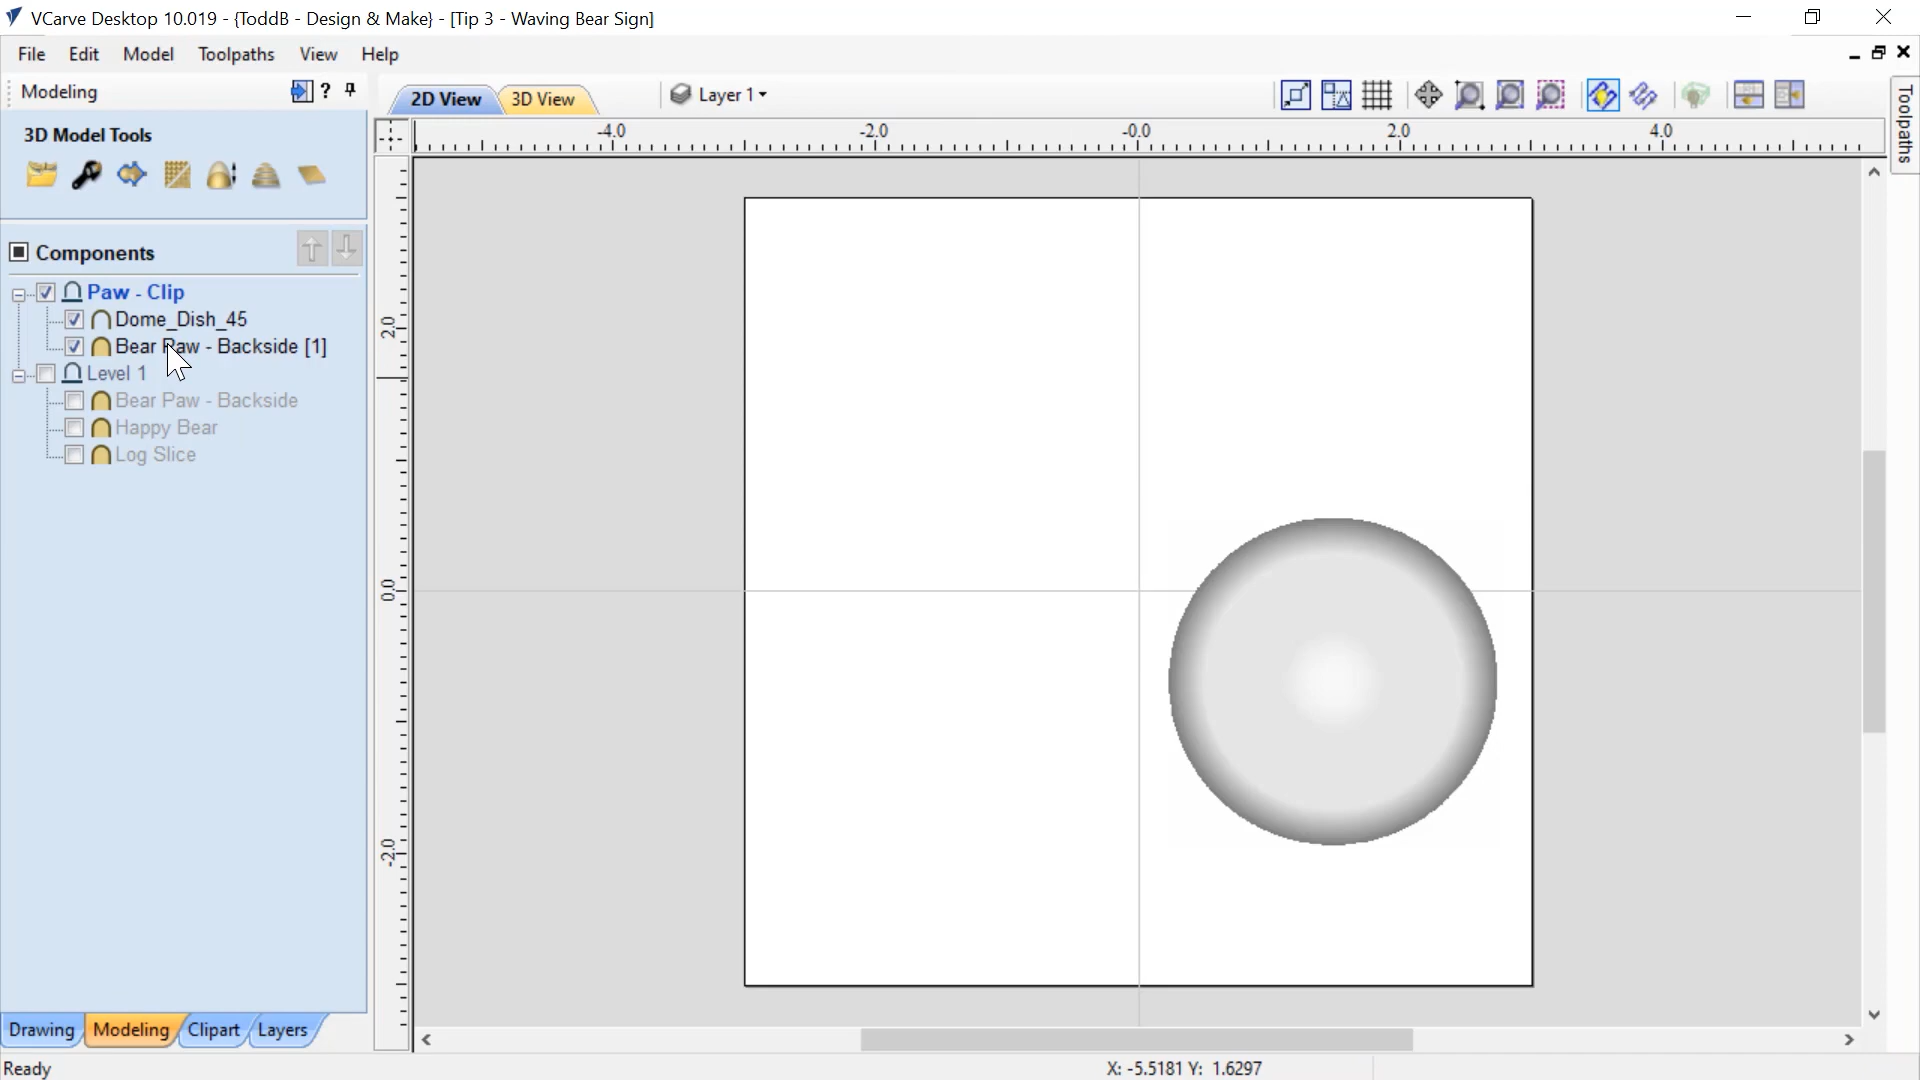 VCarve Desktop 10.019 - {ToddB - Design & Make} - [Tip 3 - Waving Bear Sign]
File Edit Model Toolpaths View Help
Modeling ?
2D View 3D View Layer 1
Toolpaths
3D Model Tools
-4.0 -2.0 -0.0 2.0 4.0
Components
Paw - Clip
Dome_Dish_45
Bear Paw - Backside [1]
Level 1
Bear Paw - Backside
Happy Bear
Log Slice
2.0
0.0
-2.0
Drawing Modeling Clipart Layers
Ready X: -5.5181 Y: 1.6297